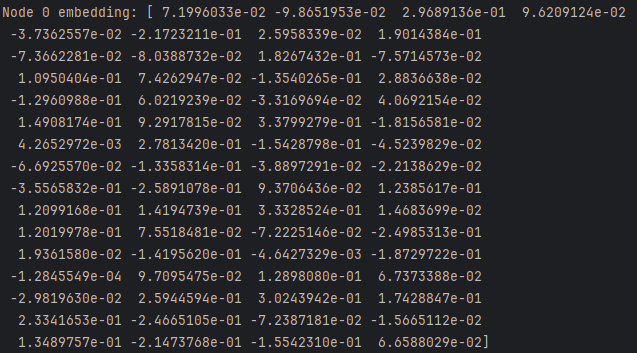 Node 0 embedding: [ 7.1996033e-02 -9.8651953e-02  2.9689136e-01  9.6209124e-02
 -3.7362557e-02 -2.1723211e-01  2.5958339e-02  1.9014384e-01
 -7.3662281e-02 -8.0388732e-02  1.8267432e-01 -7.5714573e-02
  1.0950404e-01  7.4262947e-02 -1.3540265e-01  2.8836638e-02
 -1.2960988e-01  6.0219239e-02 -3.3169694e-02  4.0692154e-02
  1.4908174e-01  9.2917815e-02  3.3799279e-01 -1.8156581e-02
  4.2652972e-03  2.7813420e-01 -1.5428798e-01 -4.5239829e-02
 -6.6925570e-02 -1.3358314e-01 -3.8897291e-02 -2.2138629e-02
 -3.5565832e-01 -2.5891078e-01  9.3706436e-02  1.2385617e-01
  1.2099168e-01  1.4194739e-01  3.3328524e-01  1.4683699e-02
  1.2019978e-01  7.5518481e-02 -7.2225146e-02 -2.4985313e-01
  1.9361580e-02 -1.4195620e-01 -4.6427329e-03 -1.8729722e-01
 -1.2845549e-04  9.7095475e-02  1.2898080e-01  6.7373388e-02
 -2.9819630e-02  2.5944594e-01  3.0243942e-01  1.7428847e-01
  2.3341653e-01 -2.4665105e-01 -7.2387181e-02 -1.5665112e-02
  1.3489757e-01 -2.1473768e-01 -1.5542310e-01  6.6588029e-02]